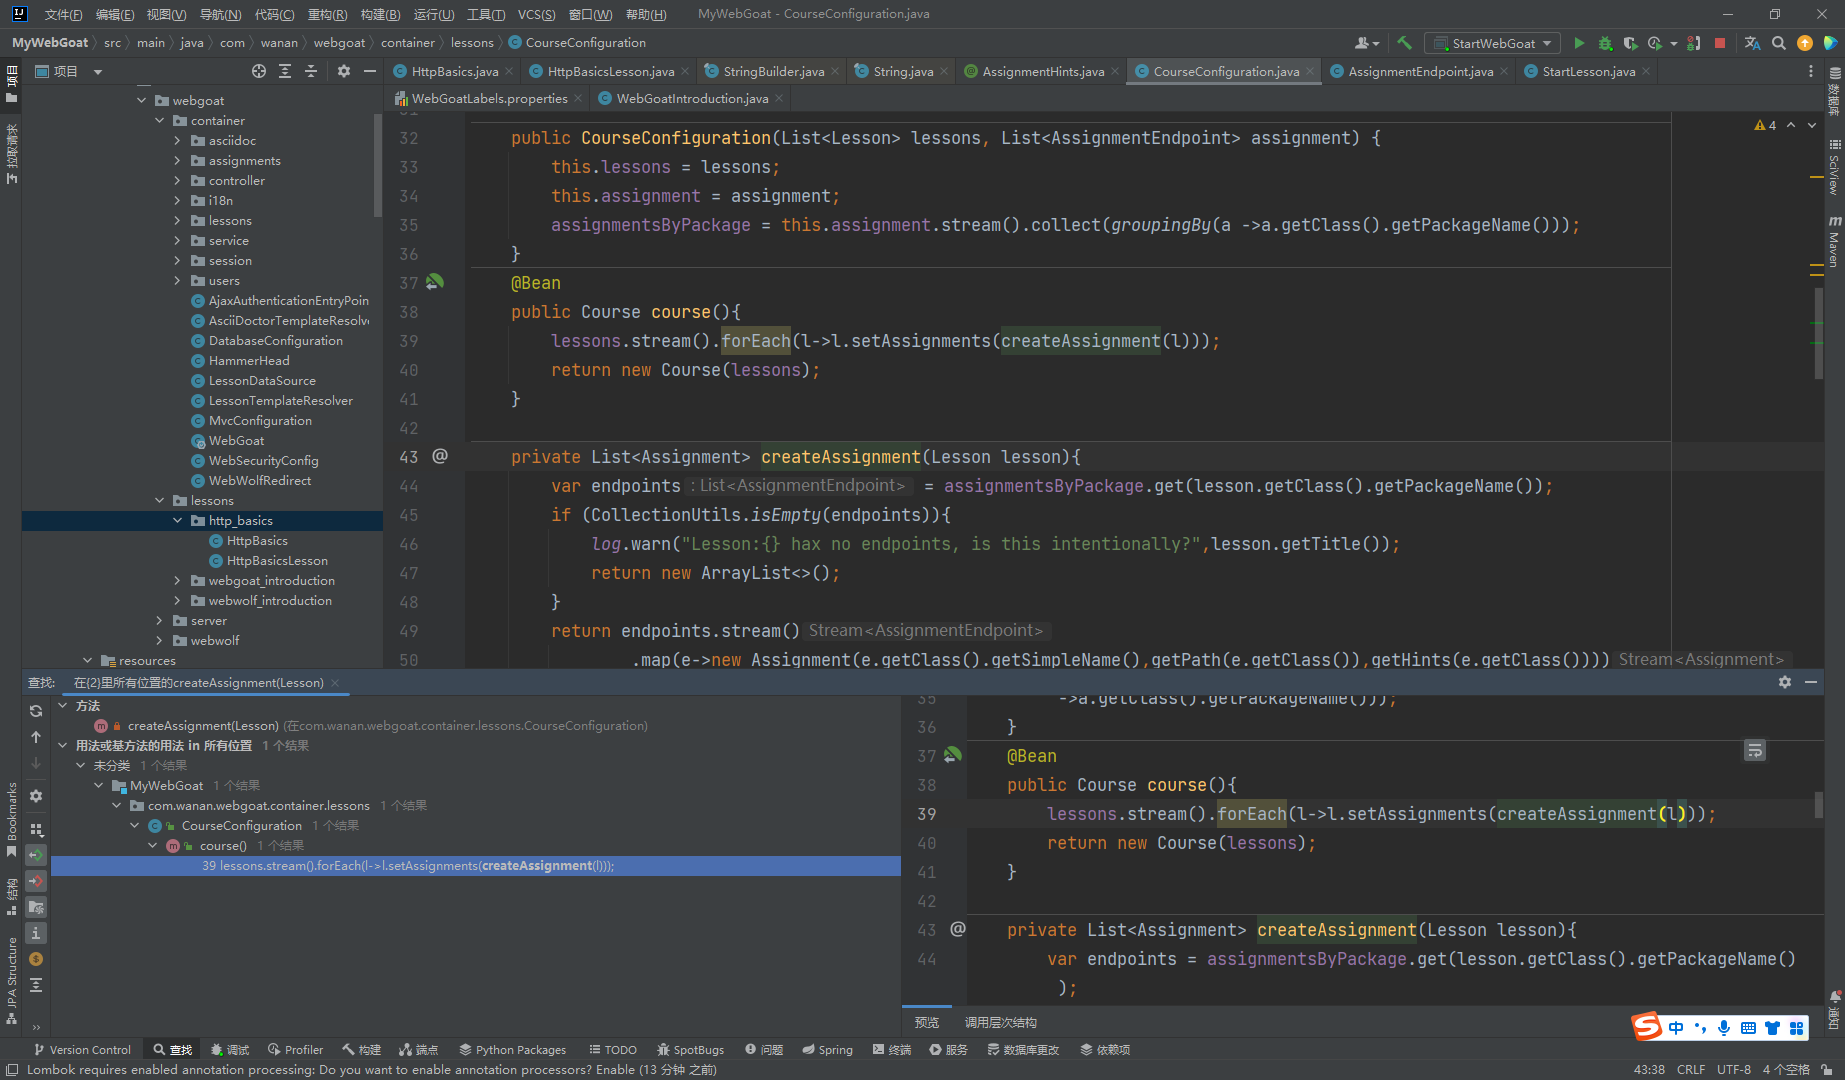 文件(F) 编辑(E) 视图(V) 导航(N) 代码(C) 重构(R) 构建(B) 运行(U) 工具(T) VCS(S) 窗口(W) 帮助(H) MyWebGoat - CourseConfiguration.java
MyWebGoat src main java com wanan webgoat container lessons CourseConfiguration StartWebGoat
项目 HttpBasics.java HttpBasicsLesson.java StringBuilder.java String.java AssignmentHints.java CourseConfiguration.java AssignmentEndpoint.java StartLesson.java
WebGoatLabels.properties WebGoatIntroduction.java
项目
拉取请求
webgoat
container
asciidoc
assignments
controller
i18n
lessons
service
session
users
AjaxAuthenticationEntryPoin
AsciiDoctorTemplateResolve
DatabaseConfiguration
HammerHead
LessonDataSource
LessonTemplateResolver
MvcConfiguration
WebGoat
WebSecurityConfig
WebWolfRedirect
lessons
http_basics
HttpBasics
HttpBasicsLesson
webgoat_introduction
webwolf_introduction
server
webwolf
resources
4
32 public CourseConfiguration(List<Lesson> lessons, List<AssignmentEndpoint> assignment) {
33 this.lessons = lessons;
34 this.assignment = assignment;
35 assignmentsByPackage = this.assignment.stream().collect(groupingBy(a ->a.getClass().getPackageName()));
36 }
37 @Bean
38 public Course course(){
39 lessons.stream().forEach(l->l.setAssignments(createAssignment(l)));
40 return new Course(lessons);
41 }
42
43 @ private List<Assignment> createAssignment(Lesson lesson){
44 var endpoints : List<AssignmentEndpoint> = assignmentsByPackage.get(lesson.getClass().getPackageName());
45 if (CollectionUtils.isEmpty(endpoints)){
46 log.warn("Lesson:{} hax no endpoints, is this intentionally?",lesson.getTitle());
47 return new ArrayList<>();
48 }
49 return endpoints.stream() Stream<AssignmentEndpoint>
50 .map(e->new Assignment(e.getClass().getSimpleName(),getPath(e.getClass()),getHints(e.getClass()))) Stream<Assignment>
数据库
SciView
m Maven
通知
查找: 在{2}里所有位置的createAssignment(Lesson)
方法
createAssignment(Lesson) (在com.wanan.webgoat.container.lessons.CourseConfiguration)
用法或基方法的用法 in 所有位置 1 个结果
未分类 1 个结果
MyWebGoat 1 个结果
com.wanan.webgoat.container.lessons 1 个结果
CourseConfiguration 1 个结果
course() 1 个结果
39 lessons.stream().forEach(l->l.setAssignments(createAssignment(l)));
Bookmarks
结构
JPA Structure
35 ->a.getClass().getPackageName()));
36 }
37 @Bean
38 public Course course(){
39 lessons.stream().forEach(l->l.setAssignments(createAssignment(l)));
40 return new Course(lessons);
41 }
42
43 @ private List<Assignment> createAssignment(Lesson lesson){
44 var endpoints = assignmentsByPackage.get(lesson.getClass().getPackageName()
);
预览 调用层次结构
中
Version Control 查找 调试 Profiler 构建 端点 Python Packages TODO SpotBugs 问题 Spring 终端 服务 数据库更改 依赖项
Lombok requires enabled annotation processing: Do you want to enable annotation processors? Enable (13 分钟 之前) 43:38 CRLF UTF-8 4 个空格